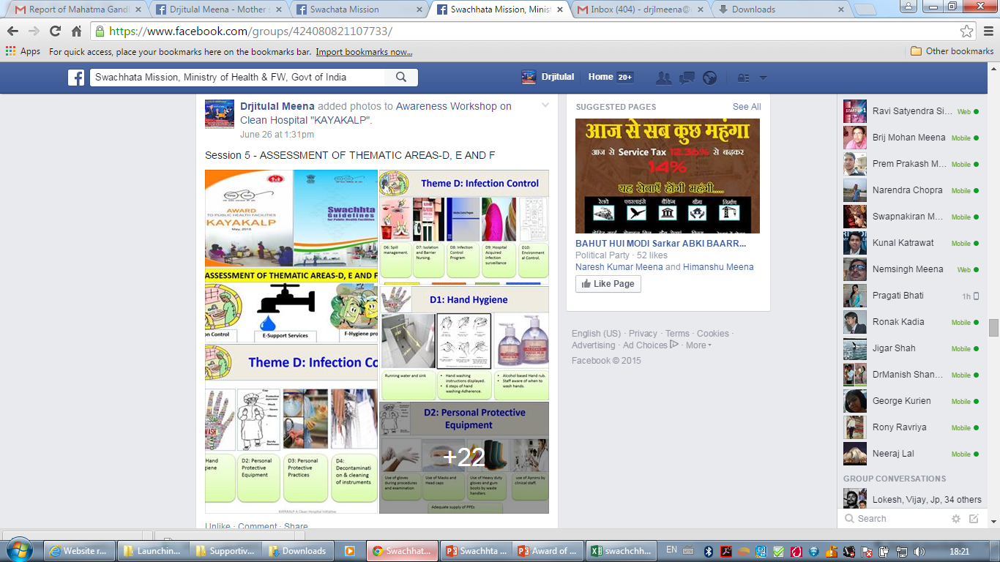 Report of Mahatma Gandl
Drjitulal Meena - Mother
Swachata Mission
Swachhata Mission, Minist
Inbox (404) - drjlmeena@
Downloads
https://www.facebook.com/groups/424080821107733/
Apps
For quick access, place your bookmarks here on the bookmarks bar. Import bookmarks now...
Other bookmarks
Swachhata Mission, Ministry of Health & FW, Govt of India
Drjitulal
Home 20+
Drjitulal Meena added photos to Awareness Workshop on
Clean Hospital "KAYAKALP".
June 26 at 1:31pm
Session 5 - ASSESSMENT OF THEMATIC AREAS-D, E AND F
AWARD
TO PUBLIC HEALTH FACILITIES
KAYAKALP
May, 2015
Swachhta
Guidelines
for Public Health Facilities
ASSESSMENT OF THEMATIC AREAS-D, E AND F
on Control
E-Support Services
F-Hygiene pro
Theme D: Infection Control
D6: Spill
management.
D7: Isolation
and Barrier
Nursing.
D8: Infection
Control
Program
D9: Hospital
Acquired
infection
surveillance
D10:
Environment
al Control.
D1: Hand Hygiene
Running water and sink
• Hand washing
instructions displayed.
• 6 steps of hand
washing-Adherence.
• Alcohol based Hand rub.
• Staff aware of when to
wash hands.
Theme D: Infection Co
Hand
giene
D2: Personal
Protective
Equipment
D3: Personal
Protective
Practices
D4:
Decontaminati
on & cleaning
of instruments
KAYAKALP A Clean Hospital Initiative
D2: Personal Protective
Equipment
+22
Use of gloves
during procedures
and examination
Use of Masks and
Head caps
Use of Heavy duty
gloves and gum
boots by waste
handlers
use of Aprons by
clinical staff.
Adequate supply of PPEs
Unlike · Comment · Share
SUGGESTED PAGES
See All
आज से सब कुछ महंगा
आज से Service Tax 12.36% से बढ़कर
14%
यह सेवाएँ होंगी महंगी.....
रेलवे
एयरलाइंसे
बैंकिंग
बीमा
निर्माण
BAHUT HUI MODI Sarkar ABKI BAARR...
Political Party · 52 likes
Naresh Kumar Meena and Himanshu Meena
Like Page
English (US) · Privacy · Terms · Cookies ·
Advertising · Ad Choices · More
Facebook © 2015
Ravi Satyendra Si... Web
Brij Mohan Meena Mobile
Prem Prakash M... Mobile
Narendra Chopra Mobile
Swapnakiran M... Mobile
Kunal Katrawat Mobile
Nemsingh Meena Web
Pragati Bhati 1h
Ronak Kadia Mobile
Jigar Shah Mobile
DrManish Shan... Mobile
George Kurien Mobile
Rony Ravriya Mobile
Neeraj Lal Mobile
GROUP CONVERSATIONS
Lokesh, Vijay, Jp, 34 others
Search
Website r...
Launchin...
Supportiv...
Downloads
Swachhat...
Swachhta ...
Award of ...
swachchh...
EN
18:21